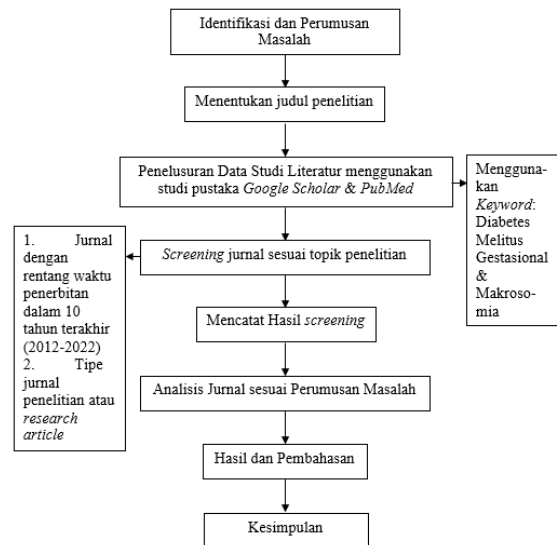 Identifikasi dan Perumusan
Masalah
Menentukan judul penelitian
Penelusuran Data Studi Literatur menggunakan
studi pustaka Google Scholar & PubMed
Mengguna-
kan
Keyword:
Diabetes
Melitus
Gestasional
&
Makroso-
mia
Screening jurnal sesuai topik penelitian
1. Jurnal
dengan
rentang waktu
penerbitan
dalam 10
tahun terakhir
(2012-2022)
2. Tipe
jurnal
penelitian atau
research
article
Mencatat Hasil screening
Analisis Jurnal sesuai Perumusan Masalah
Hasil dan Pembahasan
Kesimpulan